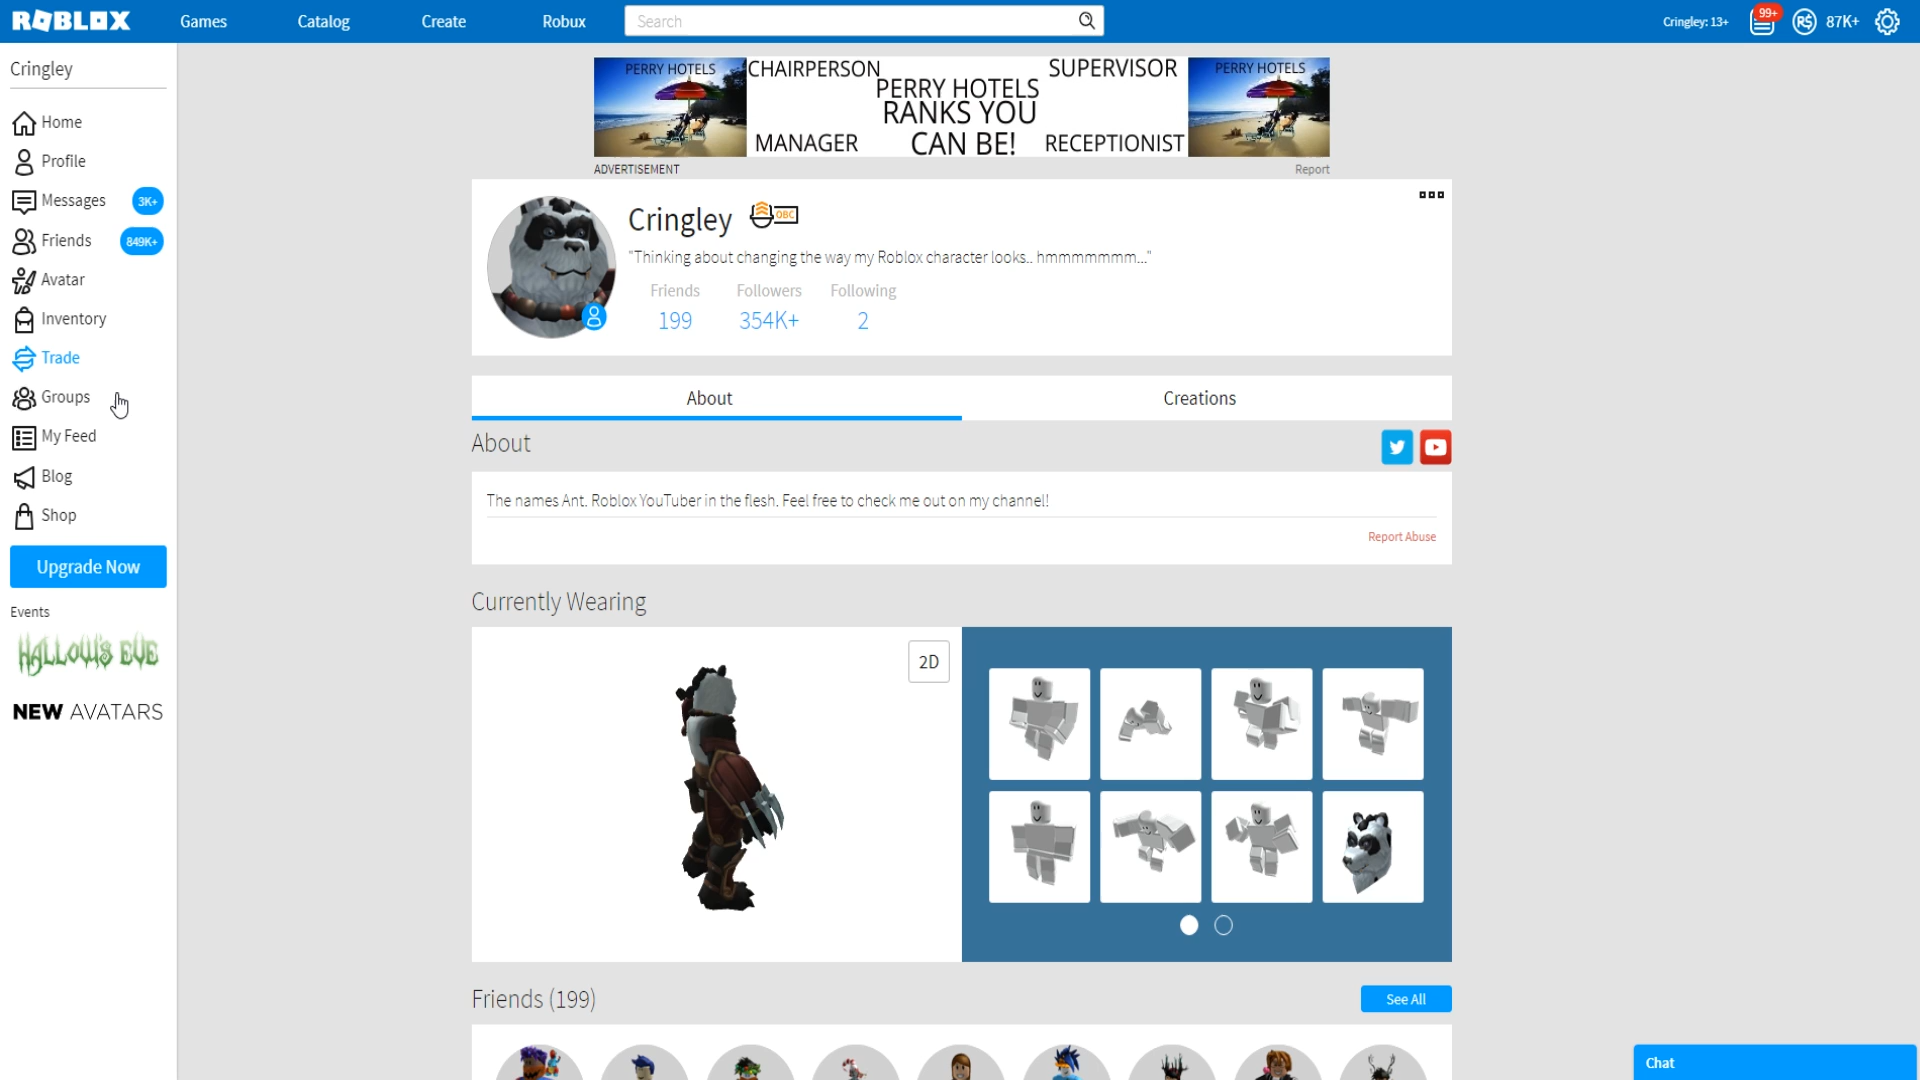 ROBLOX
Games
Catalog
Create
Robux
Search
Cringley: 13+
99+
R$
87K+
Cringley
Home
Profile
Messages
3K+
Friends
849K+
Avatar
Inventory
Trade
Groups
My Feed
Blog
Shop
Upgrade Now
Events
HALLOW'S EVE
NEW AVATARS
PERRY HOTELS
CHAIRPERSON
MANAGER
PERRY HOTELS
RANKS YOU
CAN BE!
SUPERVISOR
RECEPTIONIST
PERRY HOTELS
ADVERTISEMENT
Report
Cringley
OBC
"Thinking about changing the way my Roblox character looks.. hmmmmmmm..."
Friends
199
Followers
354K+
Following
2
About
Creations
About
The names Ant. Roblox YouTuber in the flesh. Feel free to check me out on my channel!
Report Abuse
Currently Wearing
2D
Friends (199)
See All
Chat